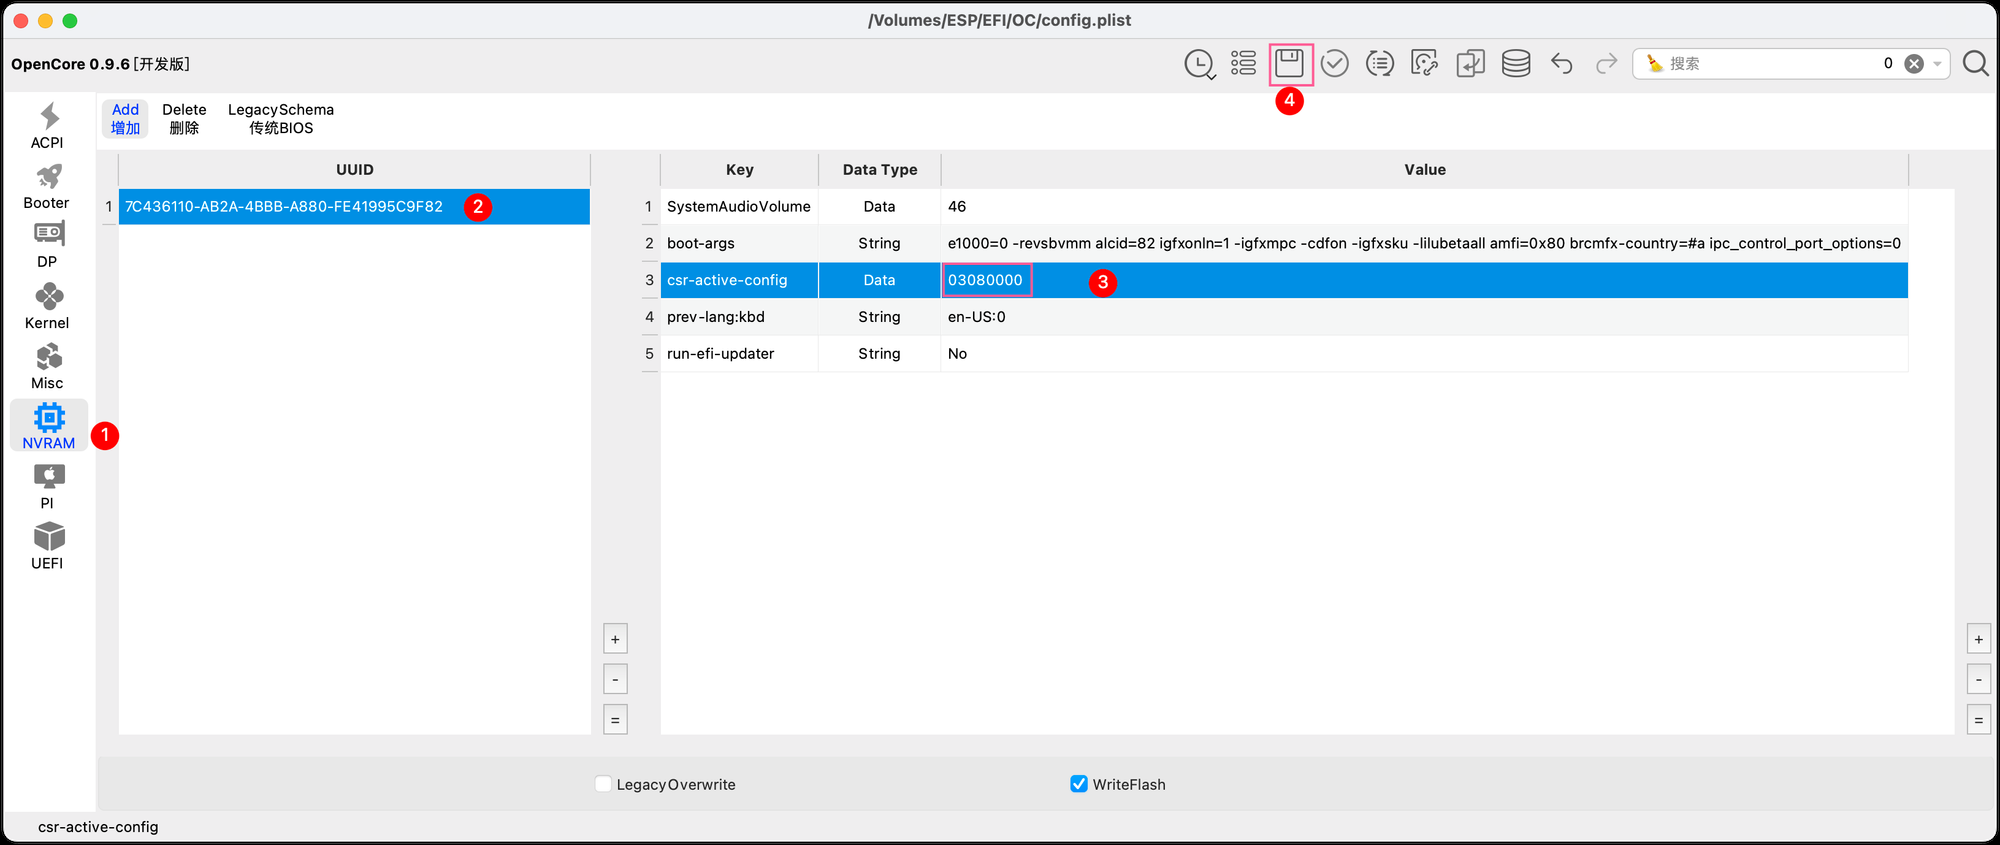 /Volumes/ESP/EFI/OC/config.plist
OpenCore 0.9.6 [开发版]
搜索 0
4
ACPI
Booter
DP
Kernel
Misc
NVRAM
1
PI
UEFI
Add
增加
Delete
删除
LegacySchema
传统BIOS
UUID
1 7C436110-AB2A-4BBB-A880-FE41995C9F82 2
Key Data Type Value
1 SystemAudioVolume Data 46
2 boot-args String e1000=0 -revsbvmm alcid=82 igfxonln=1 -igfxmpc -cdfon -igfxsku -lilubetaall amfi=0x80 brcmfx-country=#a ipc_control_port_options=0
3 csr-active-config Data 03080000 3
4 prev-lang:kbd String en-US:0
5 run-efi-updater String No
+
-
=
+
-
=
LegacyOverwrite
WriteFlash
csr-active-config